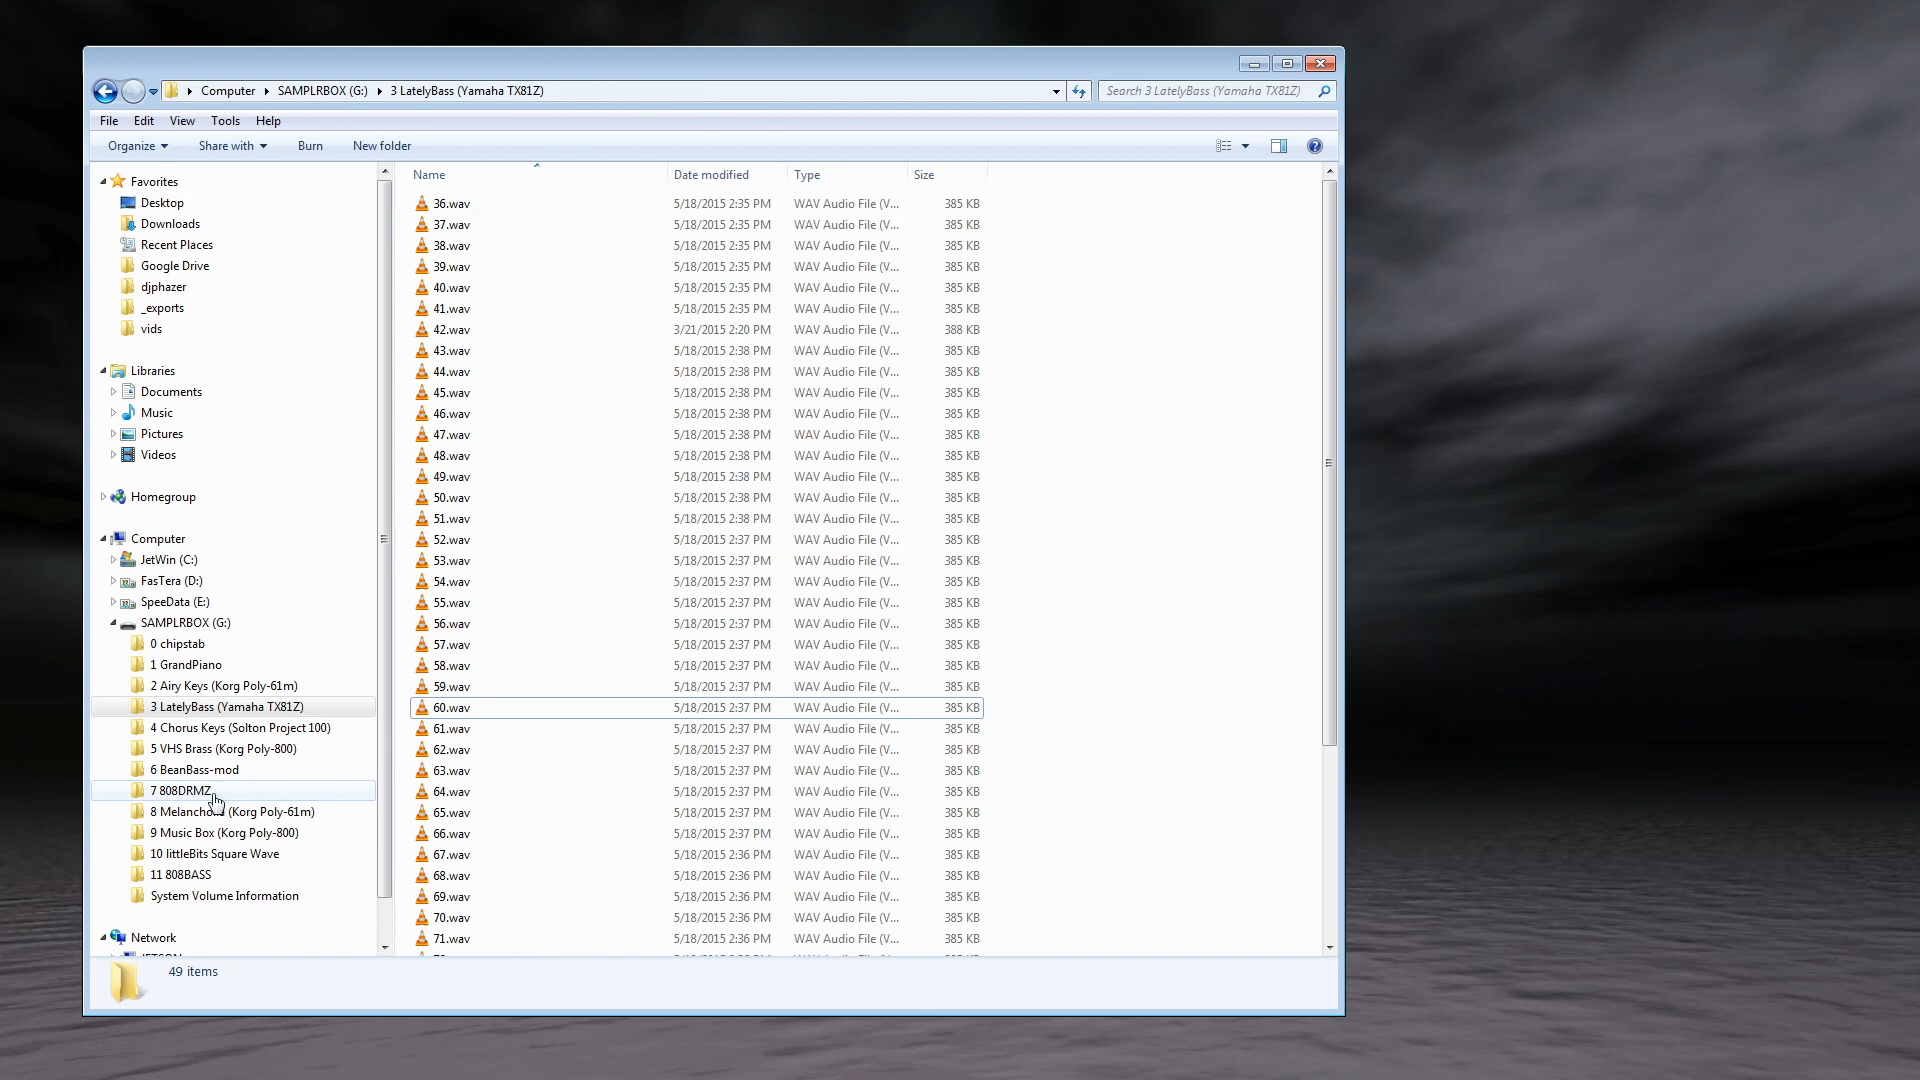 Computer ▸ SAMPLRBOX (G:) ▸ 3 LatelyBass (Yamaha TX81Z)
Search 3 LatelyBass (Yamaha TX81Z)
File Edit View Tools Help
Organize Share with Burn New folder
Favorites
Desktop
Downloads
Recent Places
Google Drive
djphazer
_exports
vids
Libraries
Documents
Music
Pictures
Videos
Homegroup
Computer
JetWin (C:)
FasTera (D:)
SpeeData (E:)
SAMPLRBOX (G:)
0 chipstab
1 GrandPiano
2 Airy Keys (Korg Poly-61m)
3 LatelyBass (Yamaha TX81Z)
4 Chorus Keys (Solton Project 100)
5 VHS Brass (Korg Poly-800)
6 BeanBass-mod
7 808DRMZ
8 (Korg Poly-61m)
9 Music Box (Korg Poly-800)
10 littleBits Square Wave
11 808BASS
System Volume Information
Network
Name Date modified Type Size
36.wav 5/18/2015 2:35 PM WAV Audio File (V... 385 KB
37.wav 5/18/2015 2:35 PM WAV Audio File (V... 385 KB
38.wav 5/18/2015 2:35 PM WAV Audio File (V... 385 KB
39.wav 5/18/2015 2:35 PM WAV Audio File (V... 385 KB
40.wav 5/18/2015 2:35 PM WAV Audio File (V... 385 KB
41.wav 5/18/2015 2:35 PM WAV Audio File (V... 385 KB
42.wav 3/21/2015 2:20 PM WAV Audio File (V... 388 KB
43.wav 5/18/2015 2:38 PM WAV Audio File (V... 385 KB
44.wav 5/18/2015 2:38 PM WAV Audio File (V... 385 KB
45.wav 5/18/2015 2:38 PM WAV Audio File (V... 385 KB
46.wav 5/18/2015 2:38 PM WAV Audio File (V... 385 KB
47.wav 5/18/2015 2:38 PM WAV Audio File (V... 385 KB
48.wav 5/18/2015 2:38 PM WAV Audio File (V... 385 KB
49.wav 5/18/2015 2:38 PM WAV Audio File (V... 385 KB
50.wav 5/18/2015 2:38 PM WAV Audio File (V... 385 KB
51.wav 5/18/2015 2:38 PM WAV Audio File (V... 385 KB
52.wav 5/18/2015 2:37 PM WAV Audio File (V... 385 KB
53.wav 5/18/2015 2:37 PM WAV Audio File (V... 385 KB
54.wav 5/18/2015 2:37 PM WAV Audio File (V... 385 KB
55.wav 5/18/2015 2:37 PM WAV Audio File (V... 385 KB
56.wav 5/18/2015 2:37 PM WAV Audio File (V... 385 KB
57.wav 5/18/2015 2:37 PM WAV Audio File (V... 385 KB
58.wav 5/18/2015 2:37 PM WAV Audio File (V... 385 KB
59.wav 5/18/2015 2:37 PM WAV Audio File (V... 385 KB
60.wav 5/18/2015 2:37 PM WAV Audio File (V... 385 KB
61.wav 5/18/2015 2:37 PM WAV Audio File (V... 385 KB
62.wav 5/18/2015 2:37 PM WAV Audio File (V... 385 KB
63.wav 5/18/2015 2:37 PM WAV Audio File (V... 385 KB
64.wav 5/18/2015 2:37 PM WAV Audio File (V... 385 KB
65.wav 5/18/2015 2:37 PM WAV Audio File (V... 385 KB
66.wav 5/18/2015 2:37 PM WAV Audio File (V... 385 KB
67.wav 5/18/2015 2:36 PM WAV Audio File (V... 385 KB
68.wav 5/18/2015 2:36 PM WAV Audio File (V... 385 KB
69.wav 5/18/2015 2:36 PM WAV Audio File (V... 385 KB
70.wav 5/18/2015 2:36 PM WAV Audio File (V... 385 KB
71.wav 5/18/2015 2:36 PM WAV Audio File (V... 385 KB
49 items